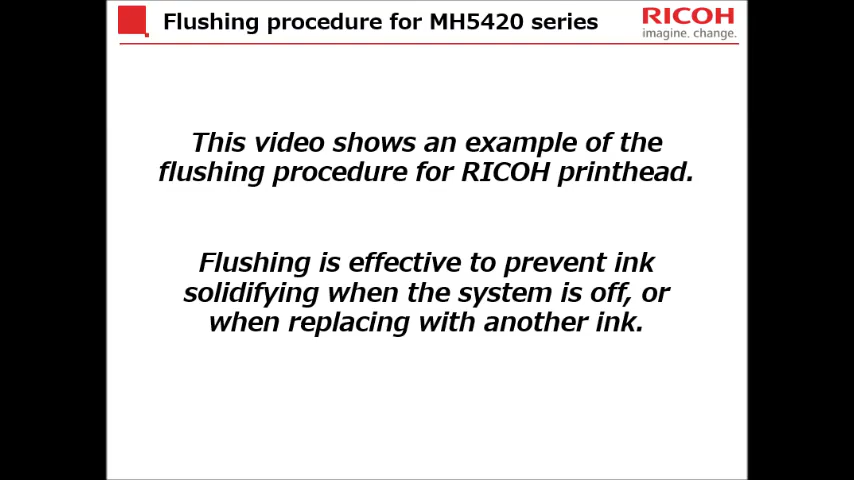 Flushing procedure for MH5420 series
RICOH
imagine. change.
This video shows an example of the
flushing procedure for RICOH printhead.
Flushing is effective to prevent ink
solidifying when the system is off, or
when replacing with another ink.